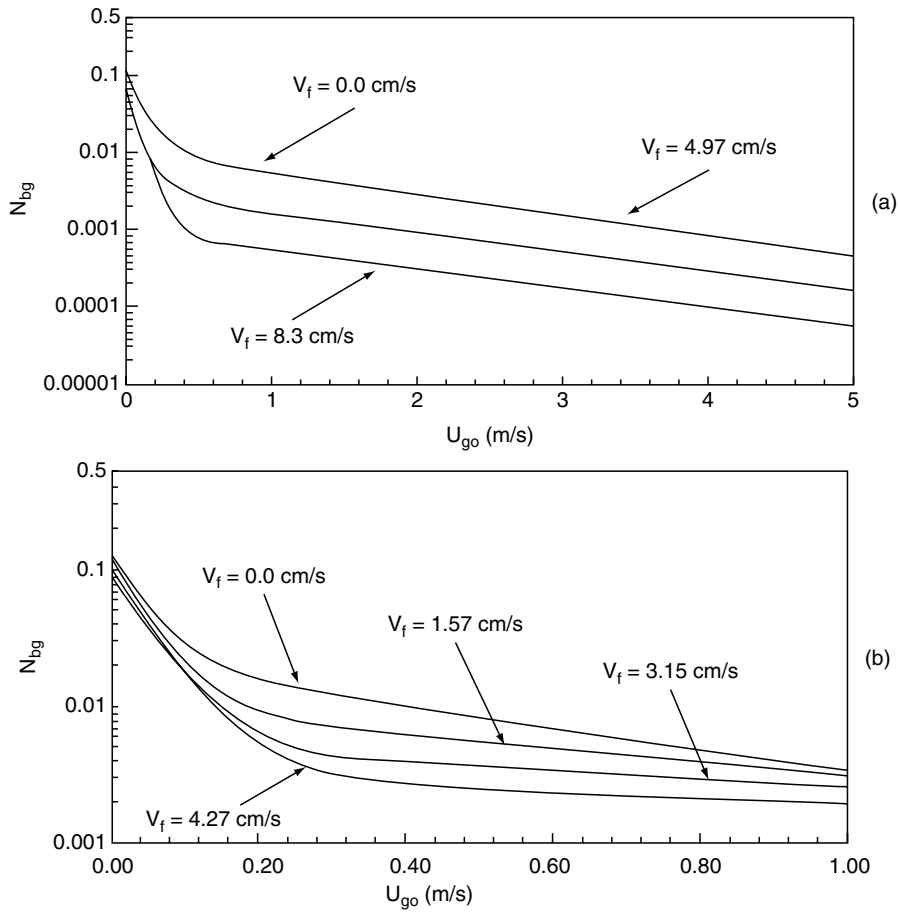 0.5
0.1
V_f = 0.0 cm/s
V_f = 4.97 cm/s
0.01
N_bg
(a)
0.001
0.0001
V_f = 8.3 cm/s
0.00001
0 1 2 3 4 5
U_go (m/s)
0.5
0.1
V_f = 0.0 cm/s
V_f = 1.57 cm/s
N_bg
(b)
V_f = 3.15 cm/s
0.01
V_f = 4.27 cm/s
0.001
0.00 0.20 0.40 0.60 0.80 1.00
U_go (m/s)